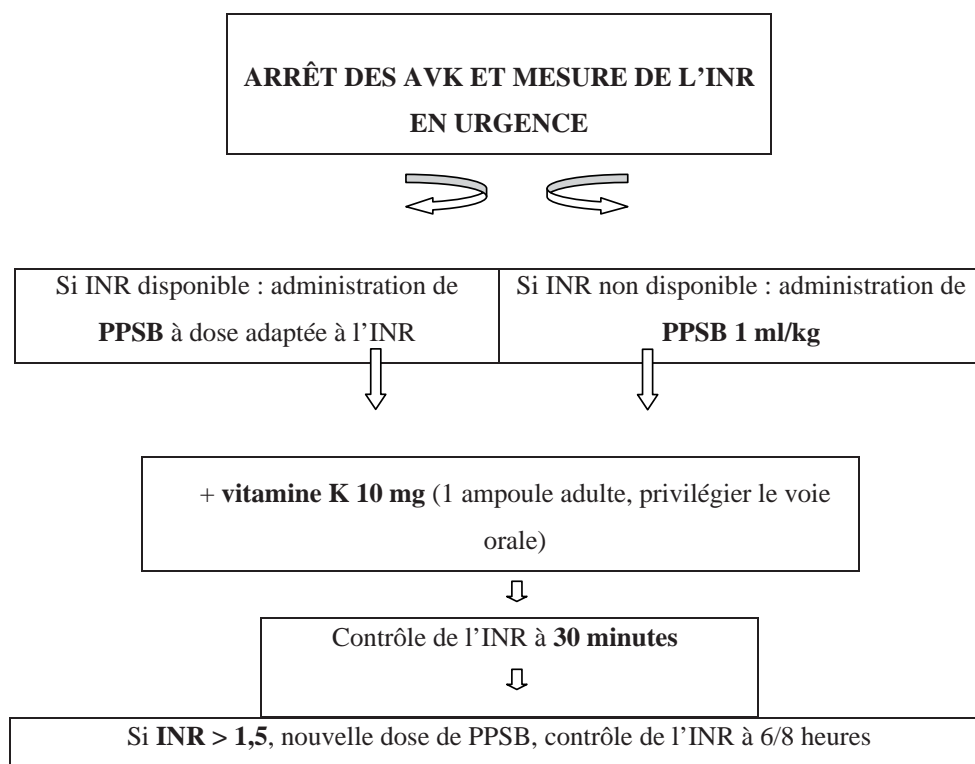 ARRÊT DES AVK ET MESURE DE L’INR
EN URGENCE
Si INR disponible : administration de
PPSB à dose adaptée à l’INR
Si INR non disponible : administration de
PPSB 1 ml/kg
+ vitamine K 10 mg (1 ampoule adulte, privilégier le voie
orale)
Contrôle de l’INR à 30 minutes
Si INR > 1,5, nouvelle dose de PPSB, contrôle de l’INR à 6/8 heures